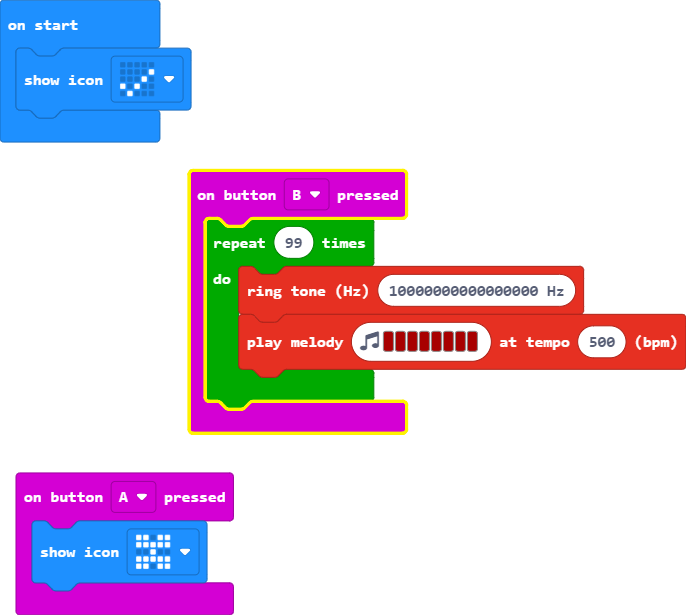 on start
show icon
on button B pressed
repeat 99 times
do
ring tone (Hz) 10000000000000000 Hz
play melody at tempo 500 (bpm)
on button A pressed
show icon